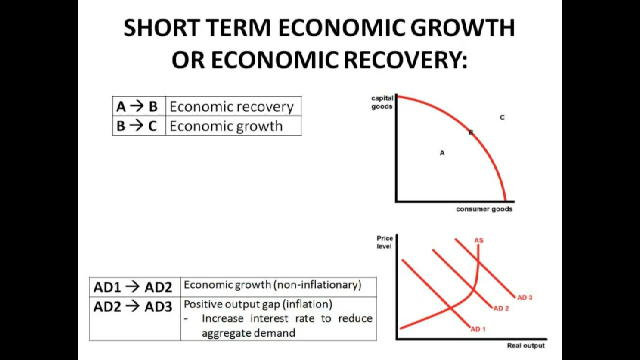 SHORT TERM ECONOMIC GROWTH
OR ECONOMIC RECOVERY:
A → B Economic recovery
B → C Economic growth
capital
goods
C
B
A
consumer goods
AD1 → AD2 Economic growth (non-inflationary)
AD2 → AD3 Positive output gap (inflation)
- Increase interest rate to reduce
aggregate demand
Price
level
AS
AD 3
AD 2
AD 1
Real output